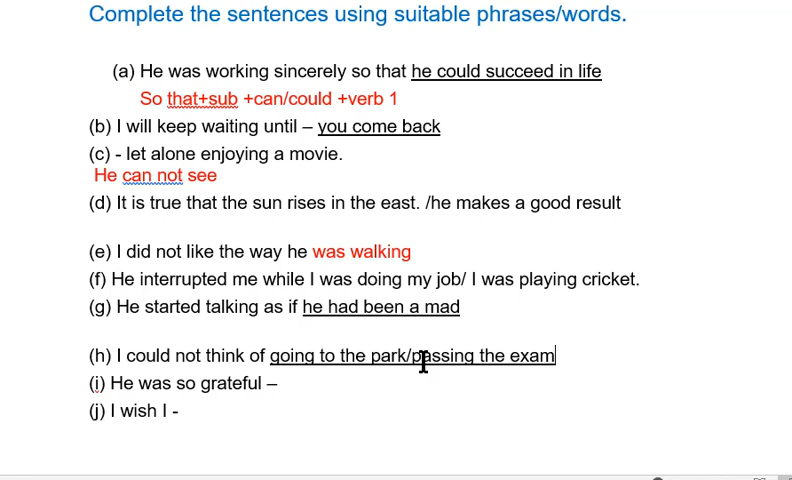 Complete the sentences using suitable phrases/words.
(a) He was working sincerely so that he could succeed in life
So that+sub +can/could +verb 1
(b) I will keep waiting until – you come back
(c) - let alone enjoying a movie.
He can not see
(d) It is true that the sun rises in the east. /he makes a good result
(e) I did not like the way he was walking
(f) He interrupted me while I was doing my job/ I was playing cricket.
(g) He started talking as if he had been a mad
(h) I could not think of going to the park/passing the exam
(i) He was so grateful –
(j) I wish I -